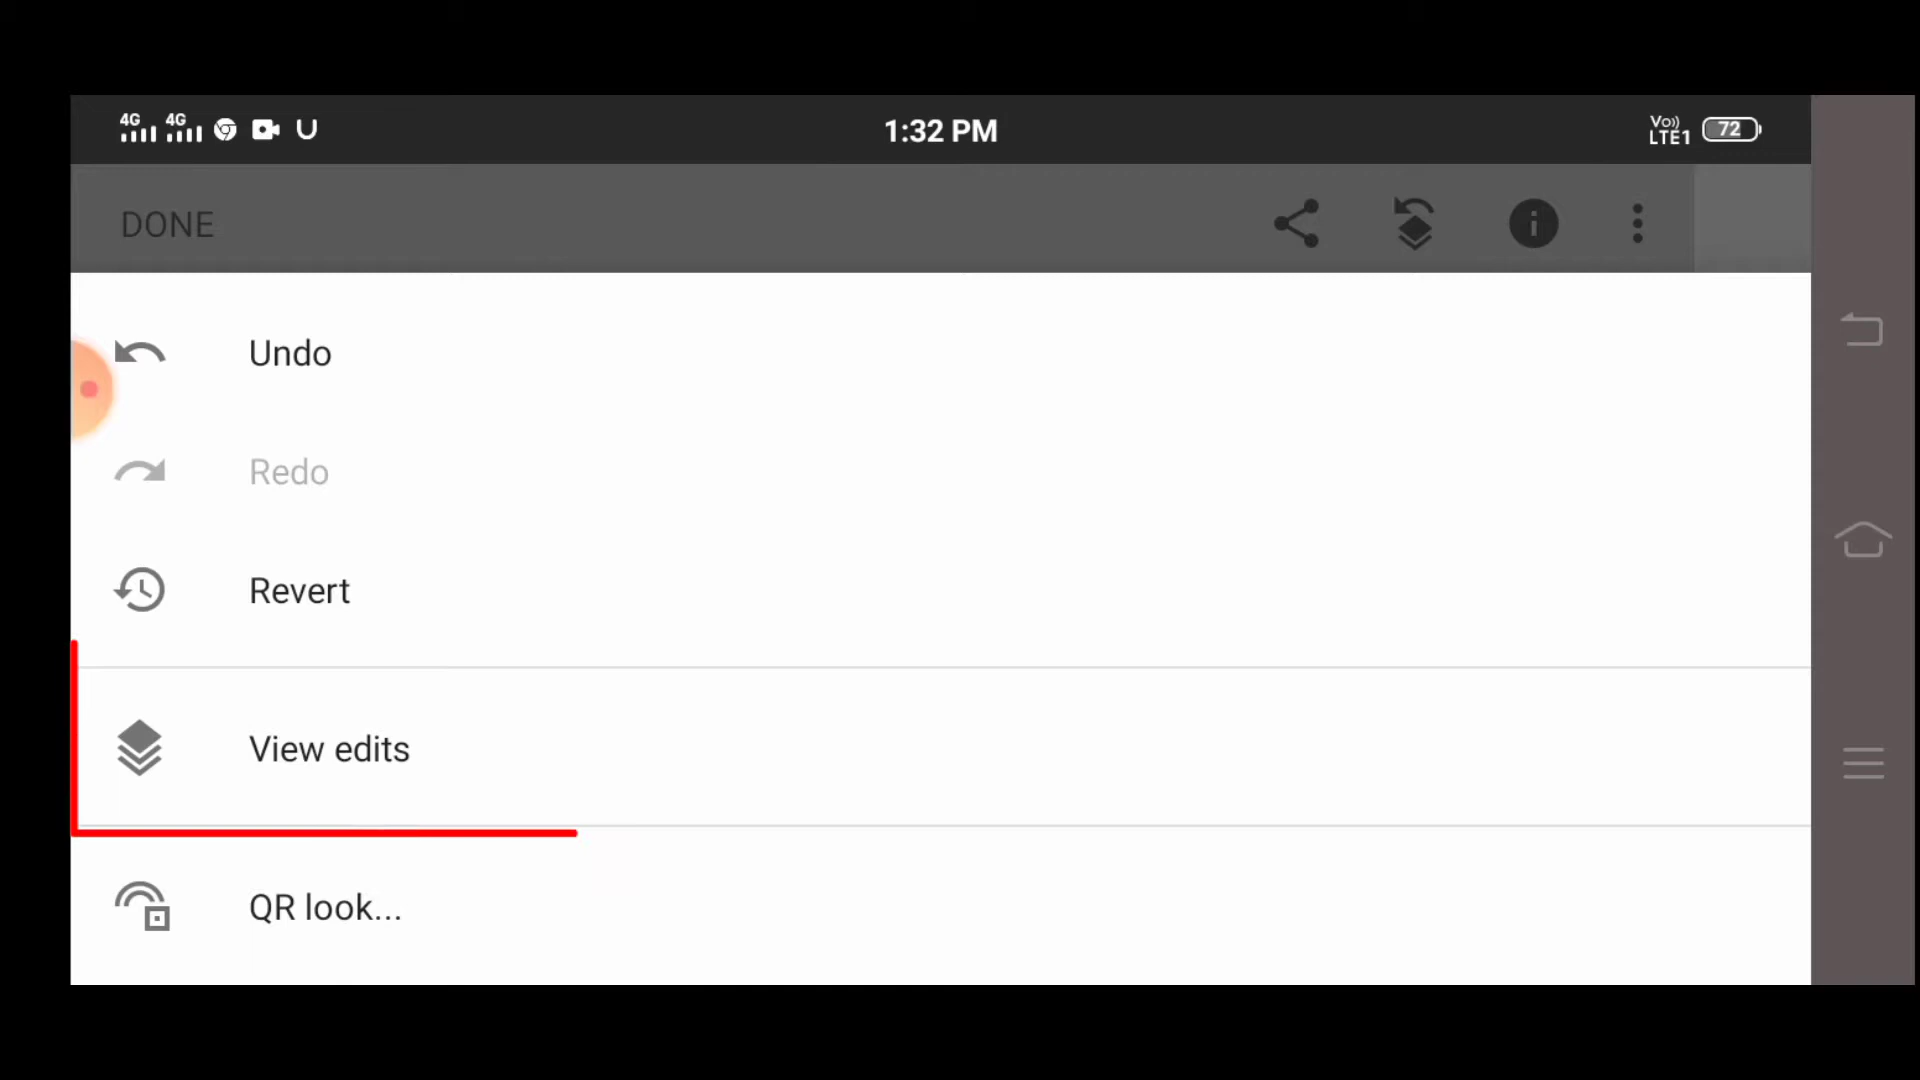 4G 4G U 1:32 PM Vo)) LTE1 72
DONE
Undo
Redo
Revert
View edits
QR look...